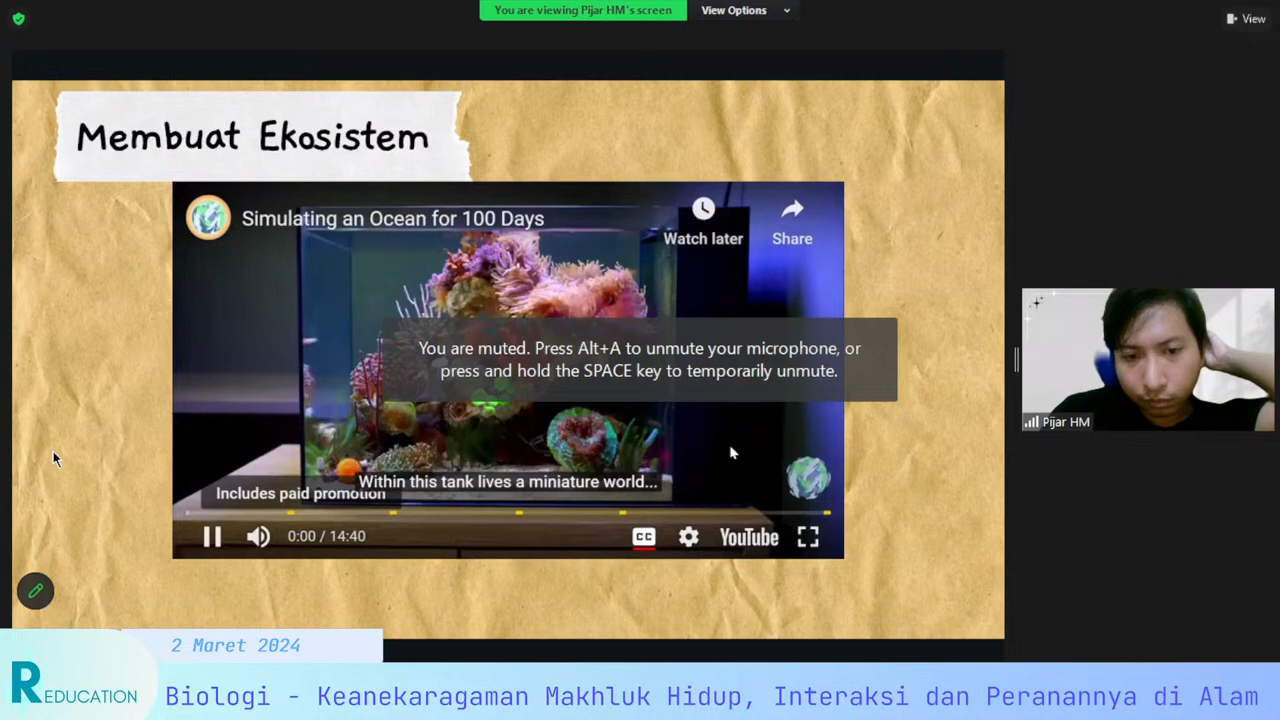 You are viewing Pijar HM's screen
View Options
View
Membuat Ekosistem
Simulating an Ocean for 100 Days
Watch later
Share
You are muted. Press Alt+A to unmute your microphone, or
press and hold the SPACE key to temporarily unmute.
Pijar HM
Within this tank lives a miniature world...
Includes paid promotion
0:00 / 14:40
CC
YouTube
2 Maret 2024
R EDUCATION
Biologi - Keanekaragaman Makhluk Hidup, Interaksi dan Peranannya di Alam